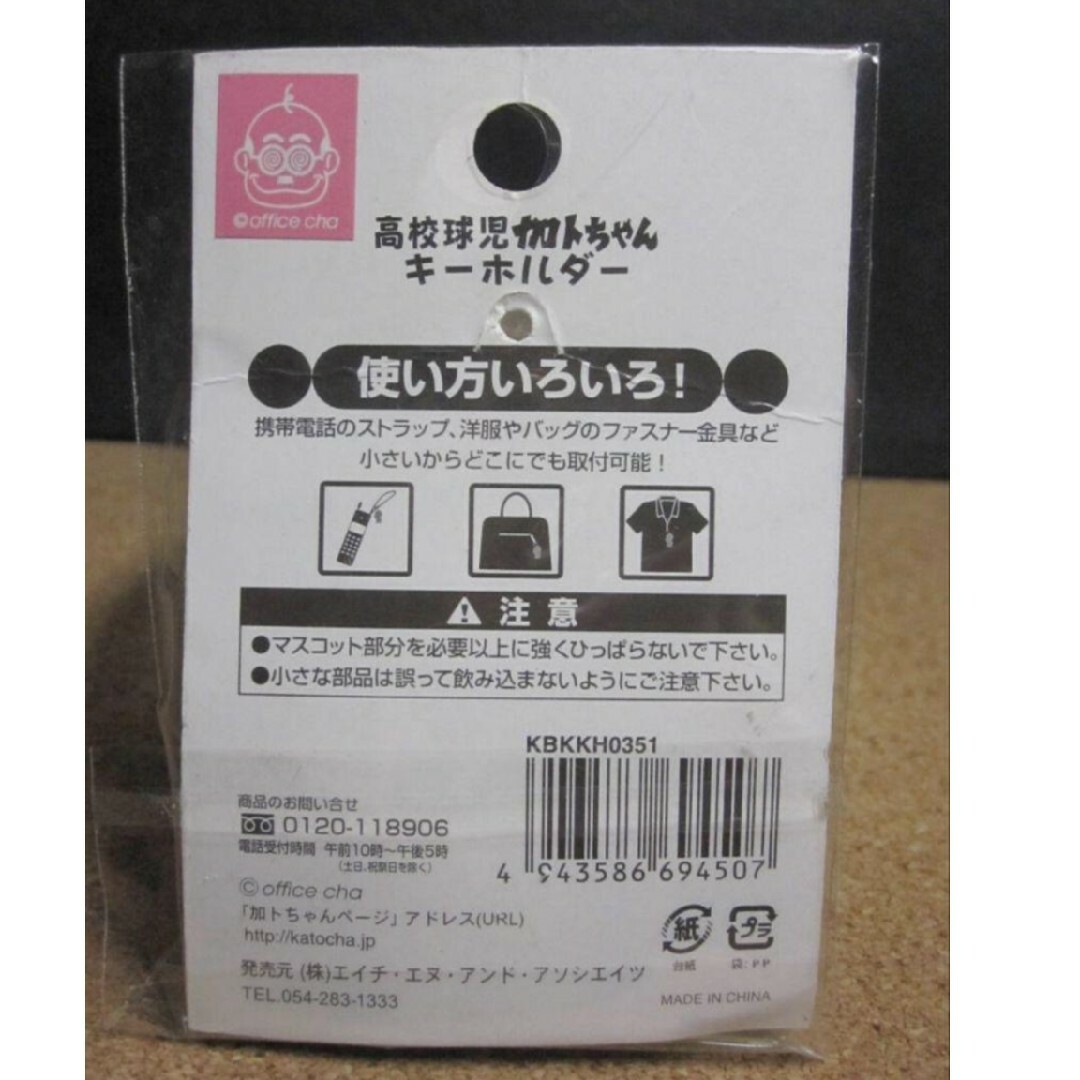 ©office cha
高校球児加トちゃん
キーホルダー
使い方いろいろ!
携帯電話のストラップ、洋服やバッグのファスナー金具など
小さいからどこにでも取付可能!
注意
●マスコット部分を必要以上に強くひっぱらないで下さい。
●小さな部品は誤って飲み込まないようにご注意下さい。
KBKKH0351
4 943586 694507
商品のお問い合せ
0120-118906
電話受付時間 午前10時～午後5時
(土日、祝祭日を除く)
©office cha
「加トちゃんページ」アドレス(URL)
http://katocha.jp
発売元 (株)エイチ・エヌ・アンド・アソシエイツ
TEL.054-283-1333
紙
台紙
プラ
袋:PP
MADE IN CHINA